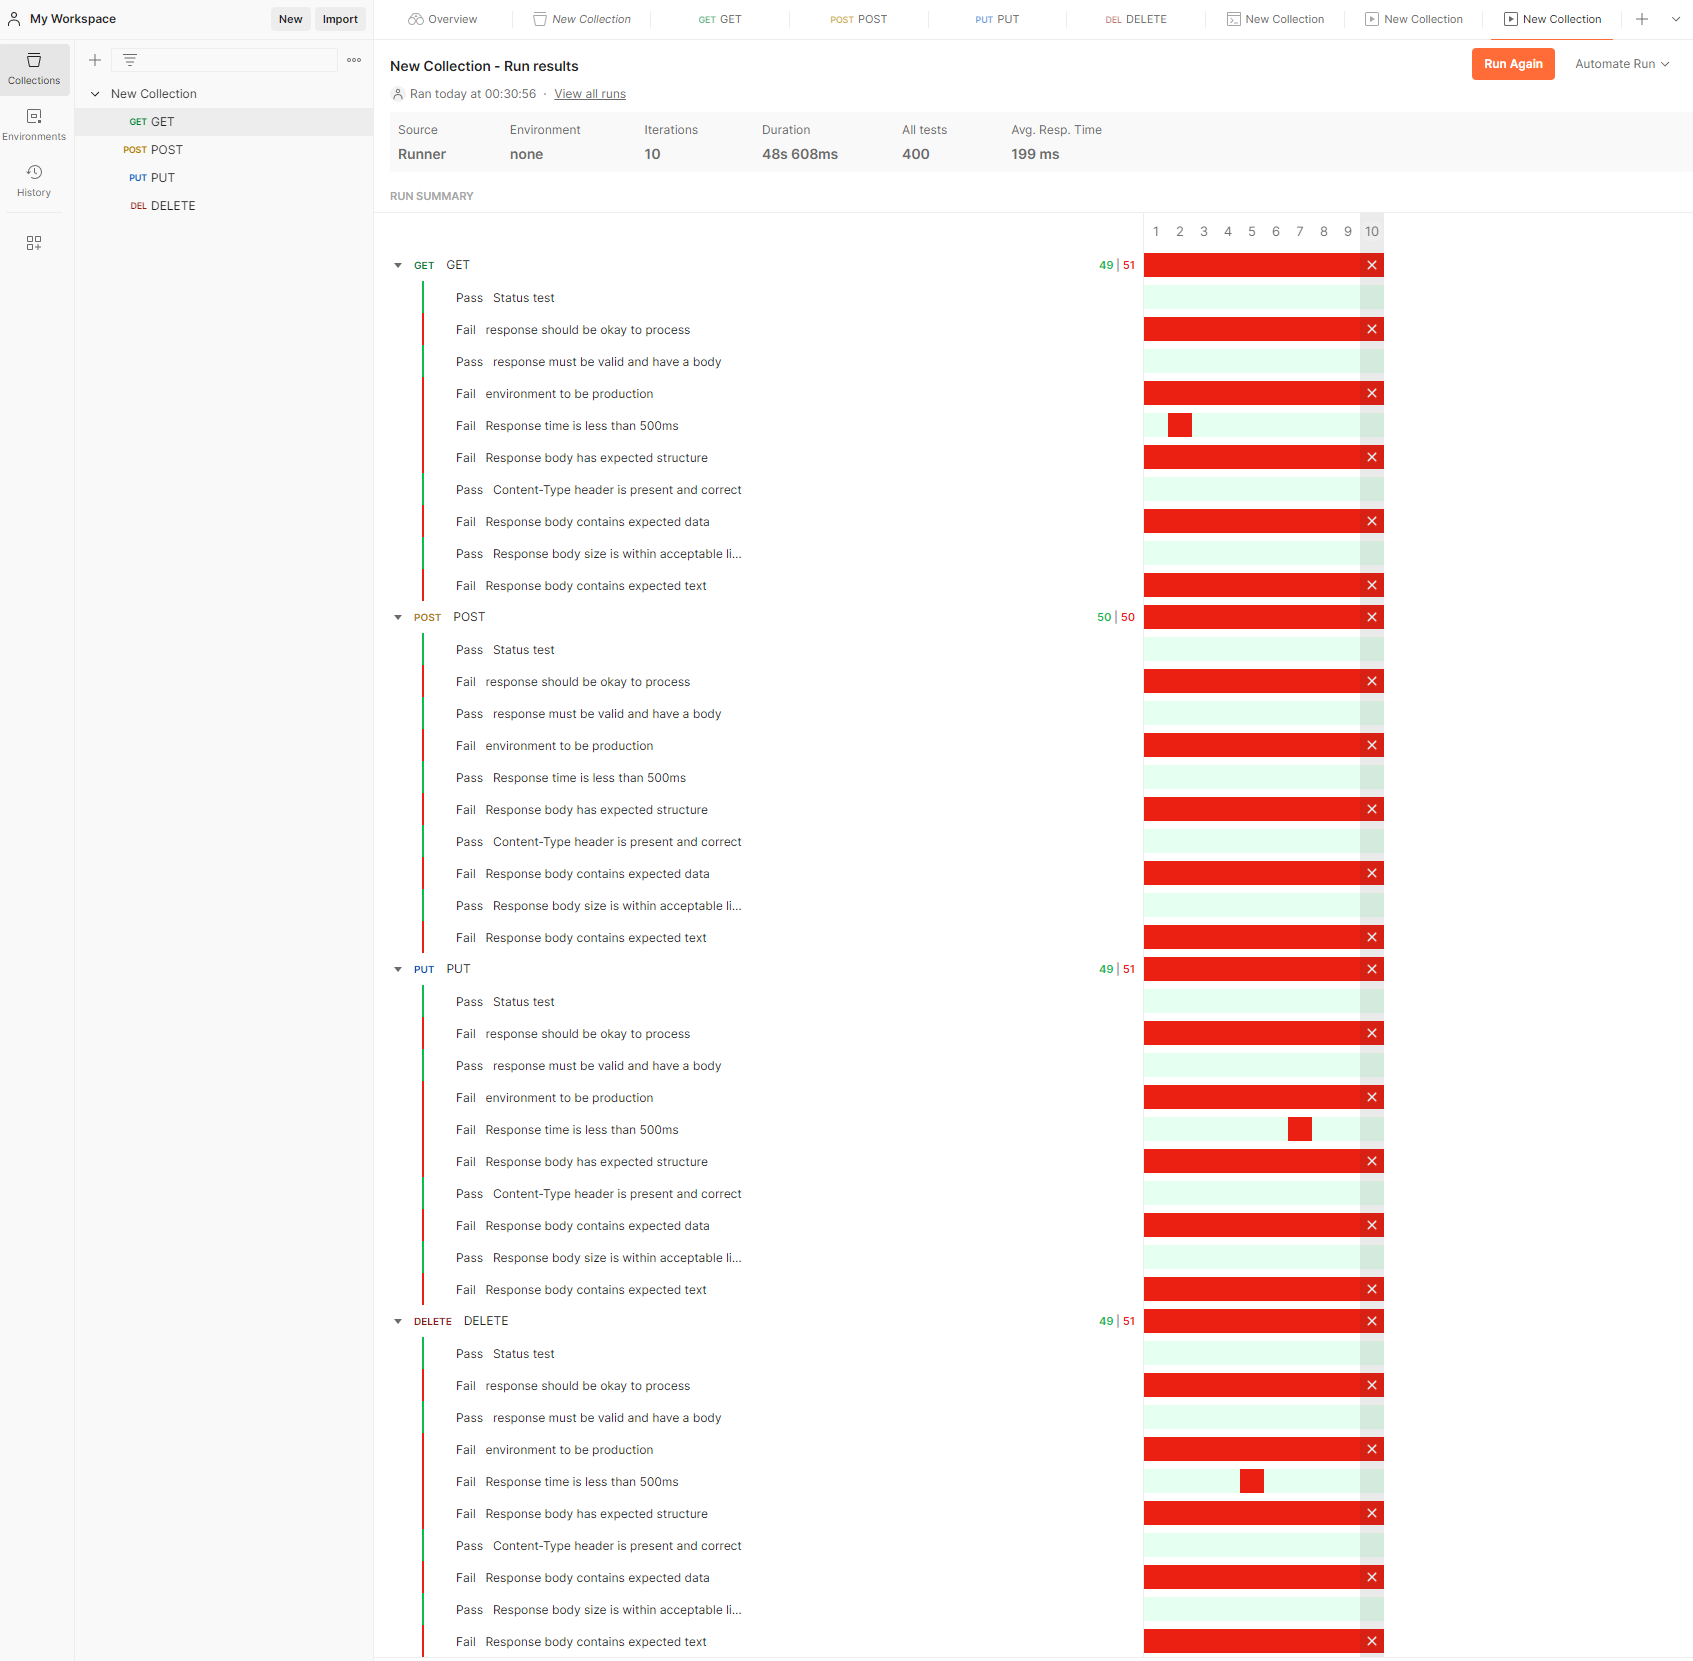 My Workspace New Import
Overview New Collection GET GET POST POST PUT PUT DEL DELETE New Collection New Collection New Collection
Collections
Environments
History
New Collection
GET GET
POST POST
PUT PUT
DEL DELETE
New Collection - Run results
Run Again Automate Run
Ran today at 00:30:56 · View all runs
Source Environment Iterations Duration All tests Avg. Resp. Time
Runner none 10 48s 608ms 400 199 ms
RUN SUMMARY
1 2 3 4 5 6 7 8 9 10
GET GET 49 | 51
Pass Status test
Fail response should be okay to process
Pass response must be valid and have a body
Fail environment to be production
Fail Response time is less than 500ms
Fail Response body has expected structure
Pass Content-Type header is present and correct
Fail Response body contains expected data
Pass Response body size is within acceptable li...
Fail Response body contains expected text
POST POST 50 | 50
Pass Status test
Fail response should be okay to process
Pass response must be valid and have a body
Fail environment to be production
Pass Response time is less than 500ms
Fail Response body has expected structure
Pass Content-Type header is present and correct
Fail Response body contains expected data
Pass Response body size is within acceptable li...
Fail Response body contains expected text
PUT PUT 49 | 51
Pass Status test
Fail response should be okay to process
Pass response must be valid and have a body
Fail environment to be production
Fail Response time is less than 500ms
Fail Response body has expected structure
Pass Content-Type header is present and correct
Fail Response body contains expected data
Pass Response body size is within acceptable li...
Fail Response body contains expected text
DELETE DELETE 49 | 51
Pass Status test
Fail response should be okay to process
Pass response must be valid and have a body
Fail environment to be production
Fail Response time is less than 500ms
Fail Response body has expected structure
Pass Content-Type header is present and correct
Fail Response body contains expected data
Pass Response body size is within acceptable li...
Fail Response body contains expected text